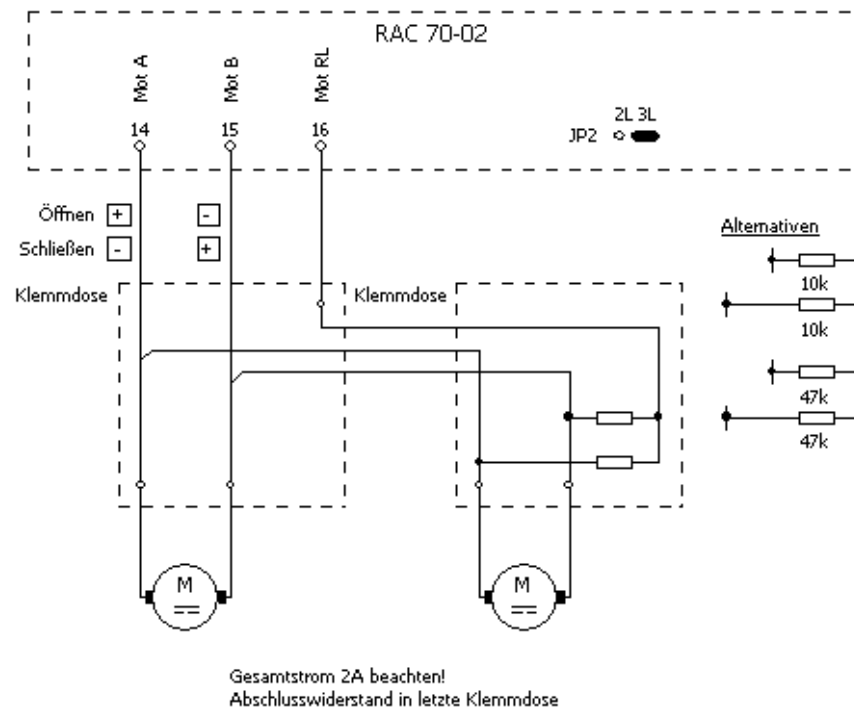 RAC 70-02
Mot A
Mot B
Mot RL
2L 3L
14
15
16
JP2
Öffnen + -
Schließen - +
Alternativen
Klemmdose
Klemmdose
10k
10k
47k
47k
M
M
Gesamtstrom 2A beachten!
Abschlusswiderstand in letzte Klemmdose